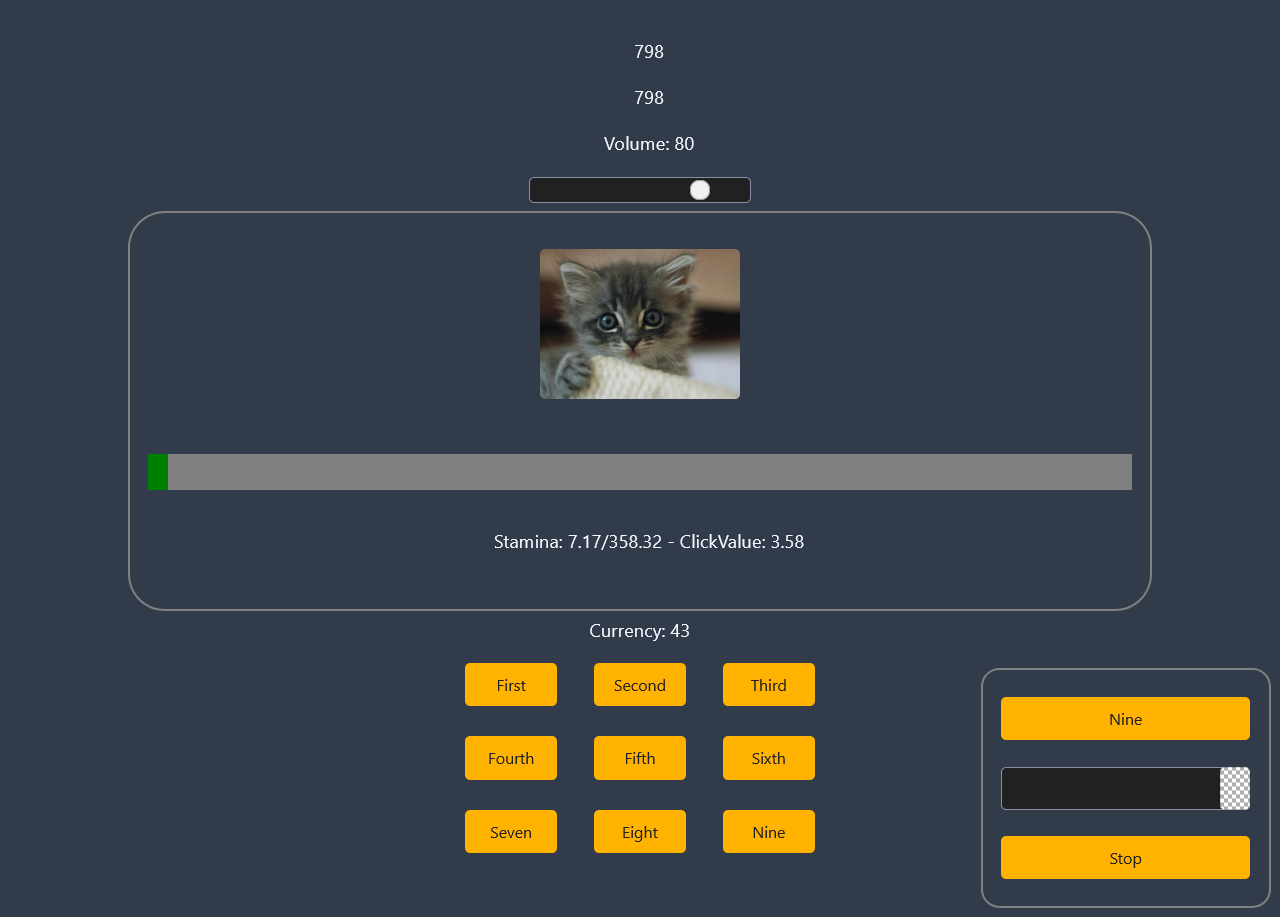 798
798
Volume: 80
Stamina: 7.17/358.32 - ClickValue: 3.58
Currency: 43
First Second Third
Fourth Fifth Sixth
Seven Eight Nine
Nine
Stop